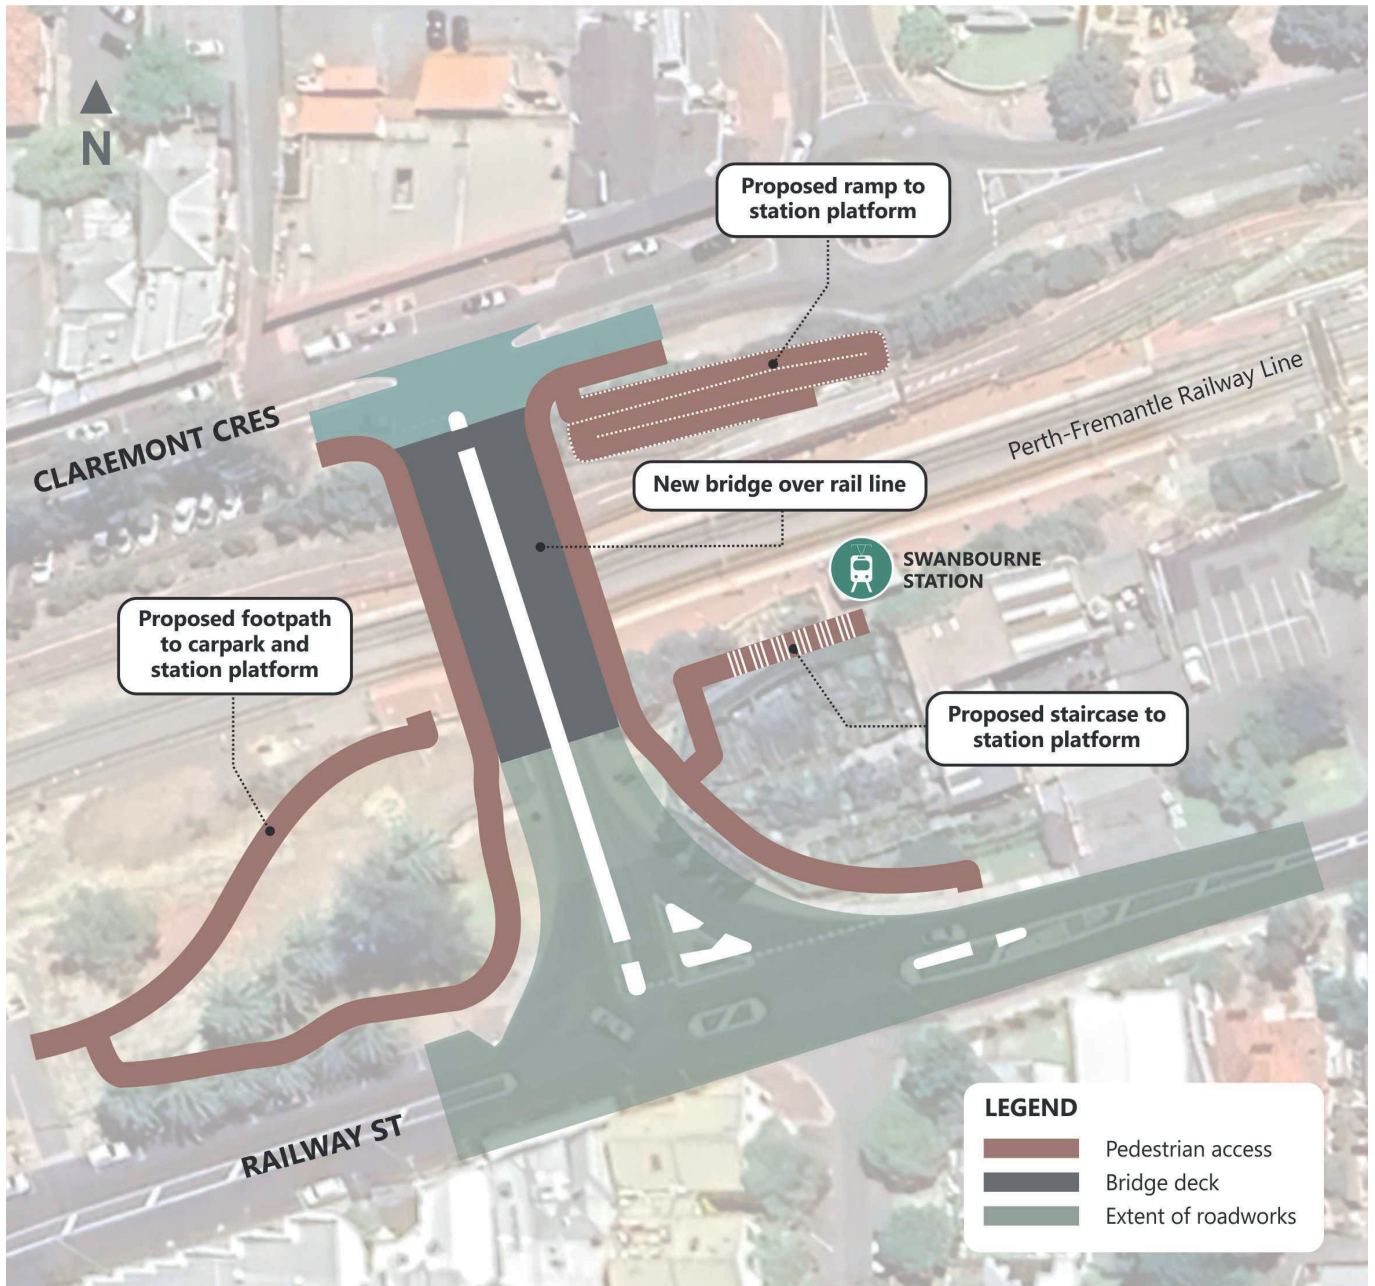 N
Proposed ramp to
station platform
CLAREMONT CRES
Perth-Fremantle Railway Line
New bridge over rail line
SWANBOURNE
STATION
Proposed footpath
to carpark and
station platform
Proposed staircase to
station platform
RAILWAY ST
LEGEND
Pedestrian access
Bridge deck
Extent of roadworks